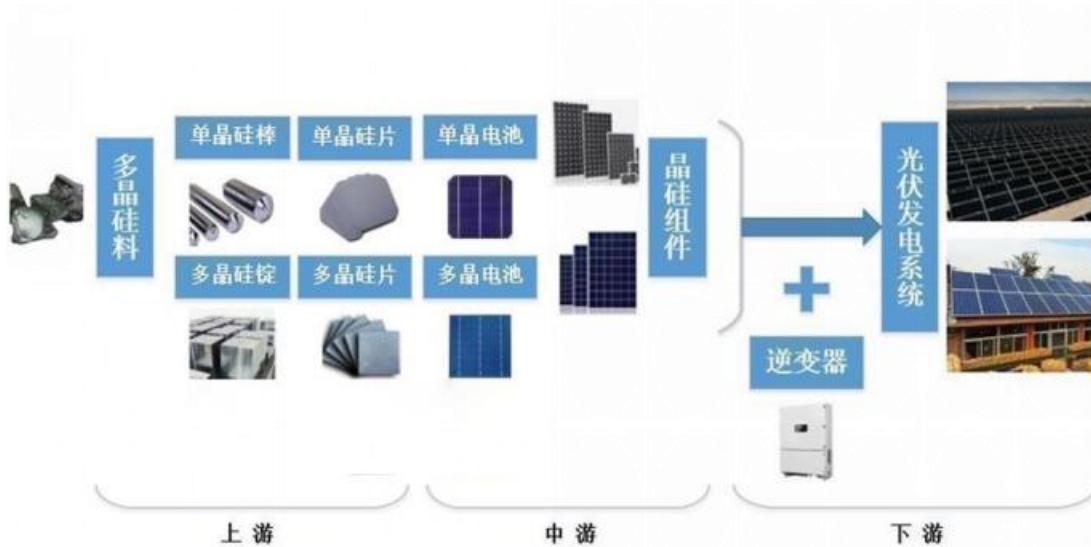 多晶硅料
单晶硅棒
单晶硅片
单晶电池
多晶硅锭
多晶硅片
多晶电池
晶硅组件
逆变器
光伏发电系统
上游
中游
下游